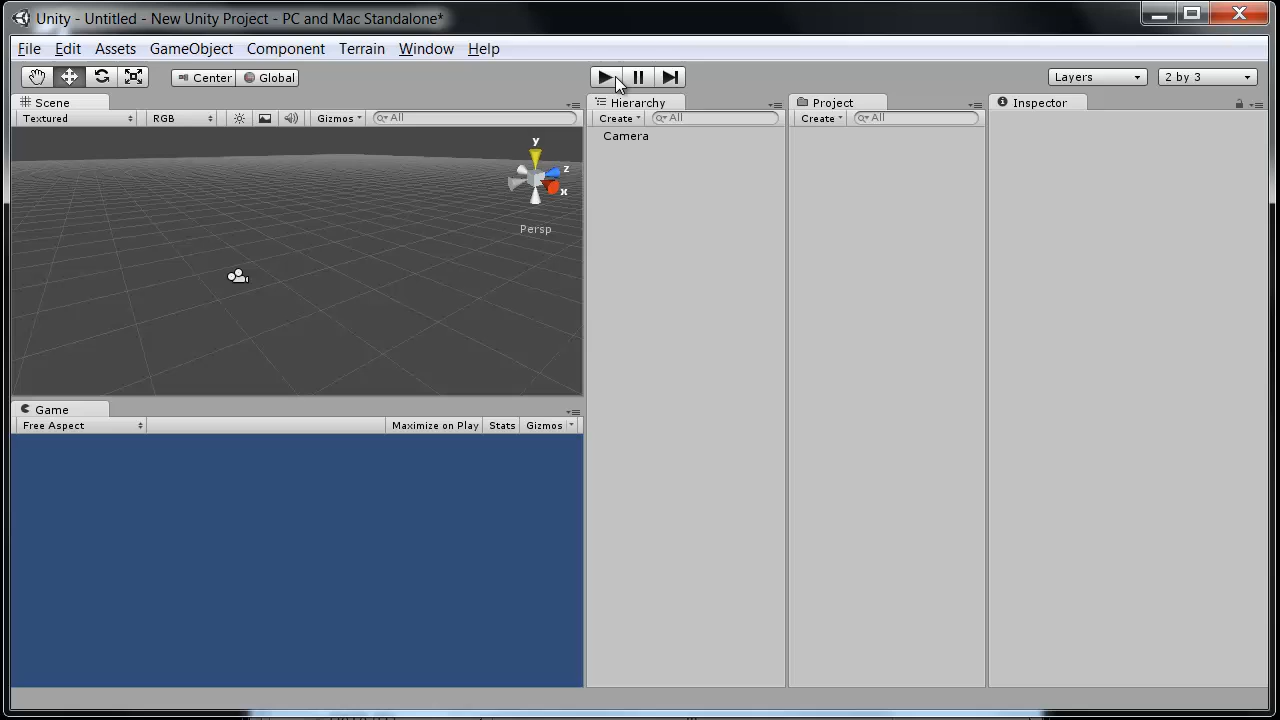 Unity - Untitled - New Unity Project - PC and Mac Standalone*
File Edit Assets GameObject Component Terrain Window Help
Center Global Layers 2 by 3
Scene Hierarchy Project Inspector
Textured RGB Gizmos All Create All Create All
Camera
y
z
x
Persp
Game
Free Aspect Maximize on Play Stats Gizmos